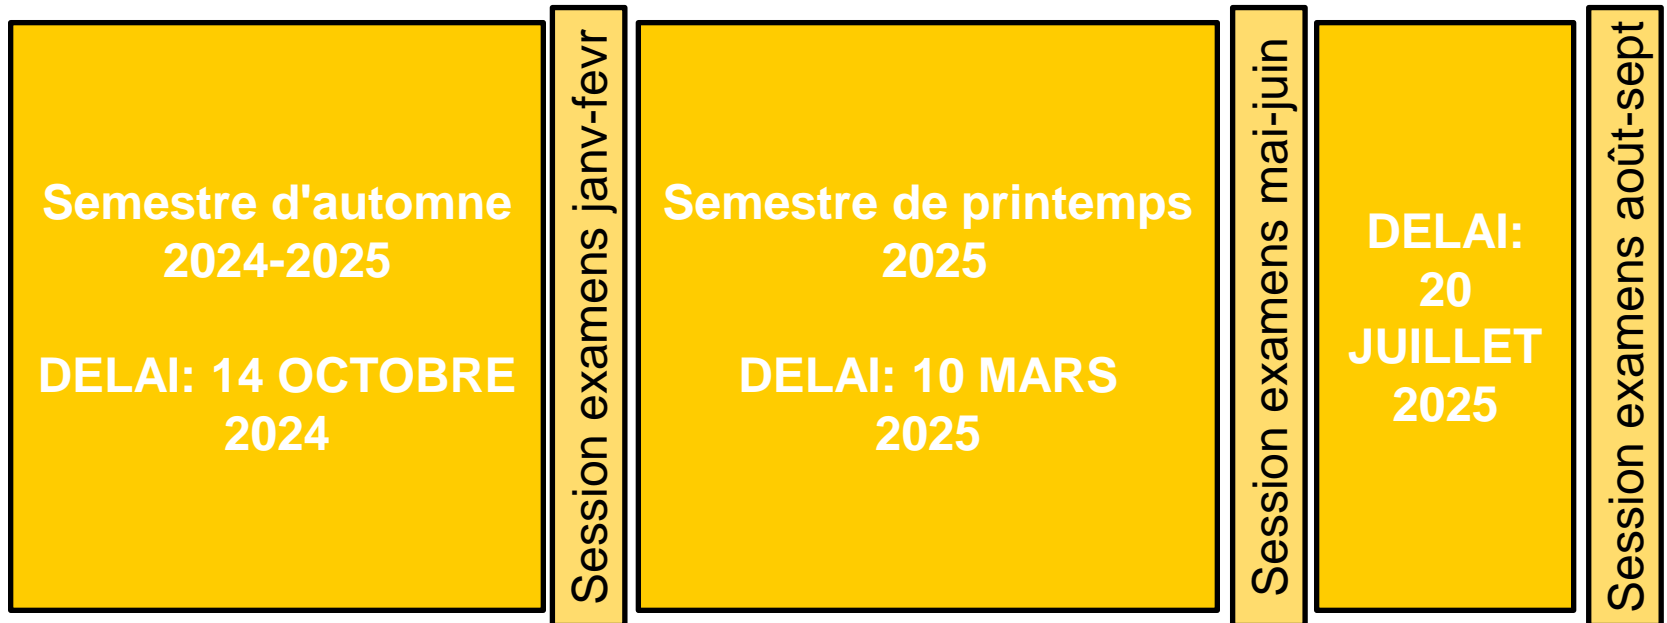 Semestre d'automne
2024-2025
DELAI: 14 OCTOBRE
2024
Session examens janv-fevr
Semestre de printemps
2025
DELAI: 10 MARS
2025
Session examens mai-juin
DELAI:
20
JUILLET
2025
Session examens août-sept